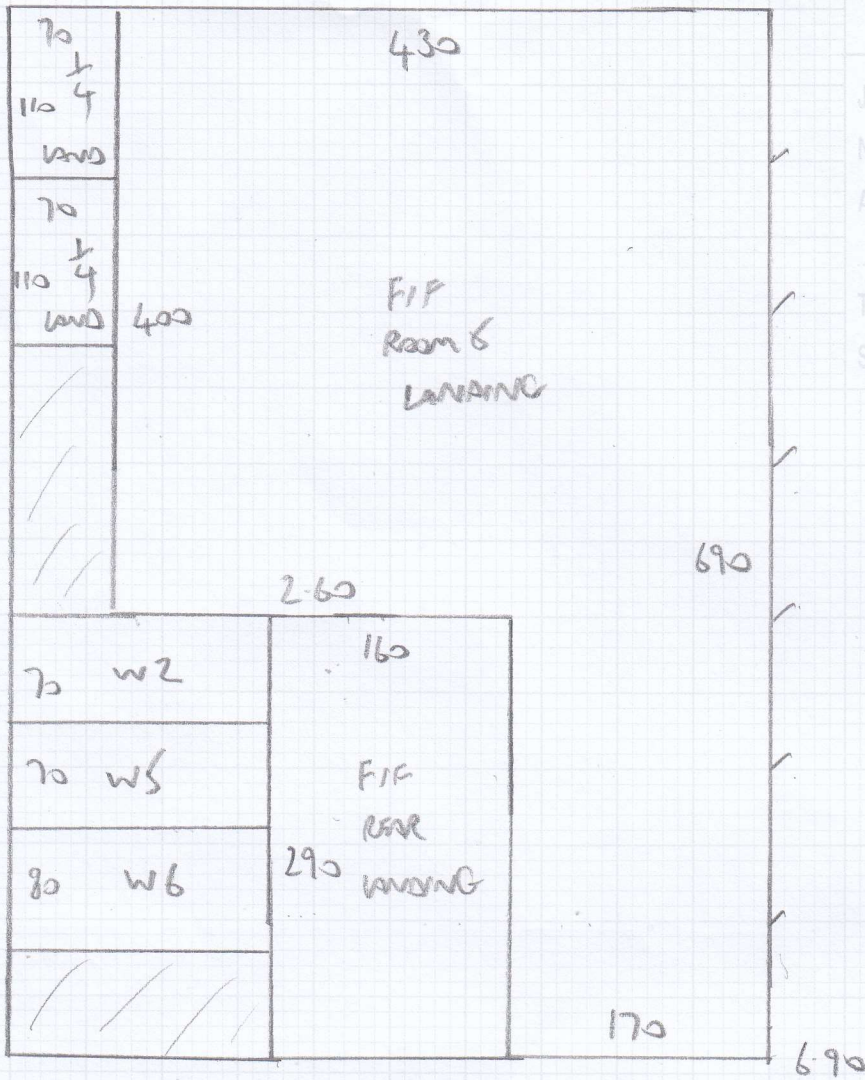 70
1/4
110
LAND
430
70
1/4
110
LAND
400
F/F
ROOM 6
LANDING
690
2.60
160
70 W2
70 W5
80 W6
F/F
REAR
290 LANDING
170
6.90